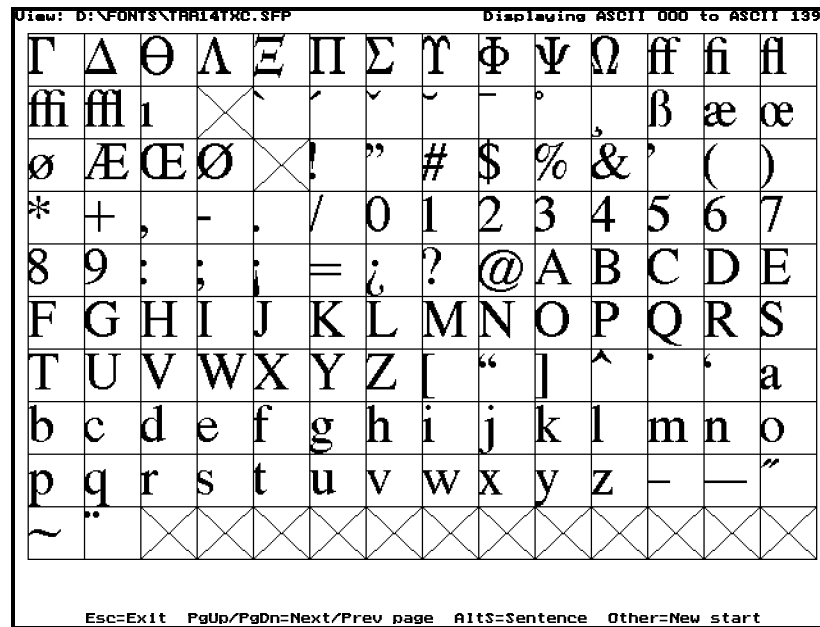 View: D:\FONTS\TRA14TXC.SFP Displaying ASCII 000 to ASCII 139
Γ Δ Θ Λ Ξ Π Σ ϒ Φ Ψ Ω ff fi fl
ffi ffl ı ` ´ ˇ ˘ ¯ ˚ ¸ ß æ œ
ø Æ Œ Ø ! ” # $ % & ’ ( )
* + , - . / 0 1 2 3 4 5 6 7
8 9 : ; ¡ = ¿ ? @ A B C D E
F G H I J K L M N O P Q R S
T U V W X Y Z [ “ ] ^ ˙ ‘ a
b c d e f g h i j k l m n o
p q r s t u v w x y z – — ˝
~ ¨
Esc=Exit PgUp/PgDn=Next/Prev page AltS=Sentence Other=New start